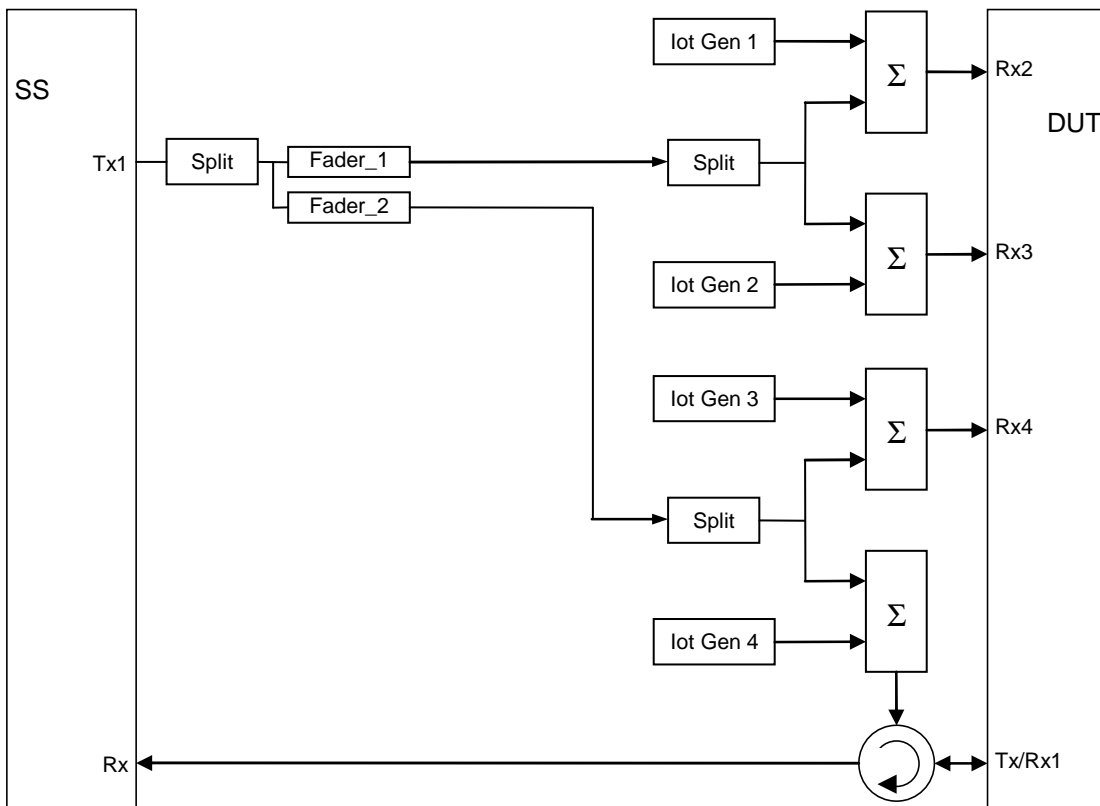 Iot Gen 1
Σ
Rx2
SS
DUT
Tx1
Split
Fader_1
Split
Fader_2
Σ
Rx3
Iot Gen 2
Iot Gen 3
Σ
Rx4
Split
Σ
Iot Gen 4
Rx
Tx/Rx1